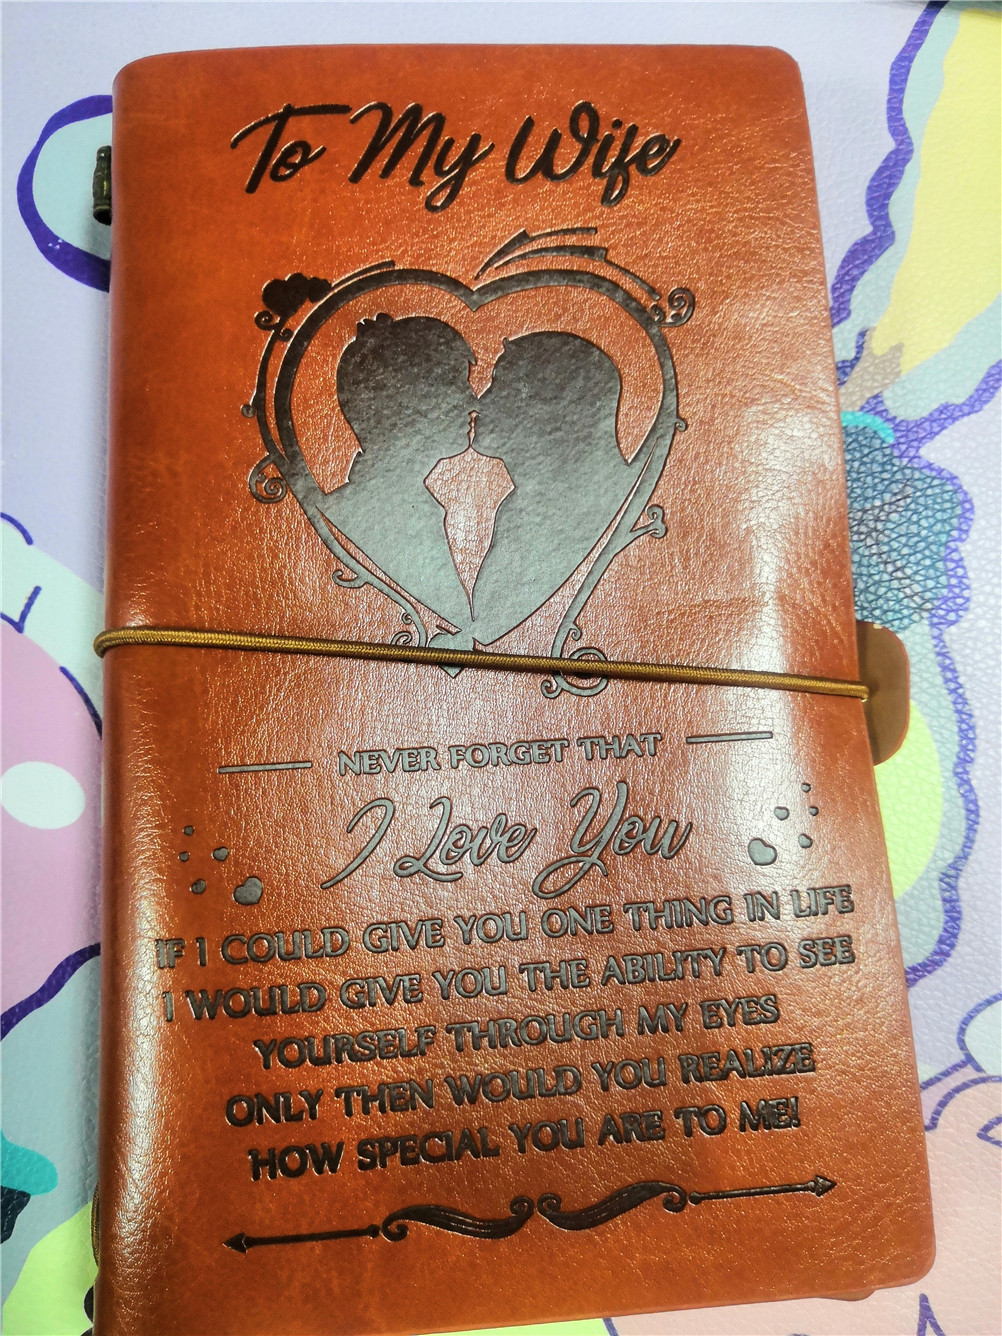 To My Wife
NEVER FORGET THAT
I Love You
IF I COULD GIVE YOU ONE THING IN LIFE
I WOULD GIVE YOU THE ABILITY TO SEE
YOURSELF THROUGH MY EYES
ONLY THEN WOULD YOU REALIZE
HOW SPECIAL YOU ARE TO ME!